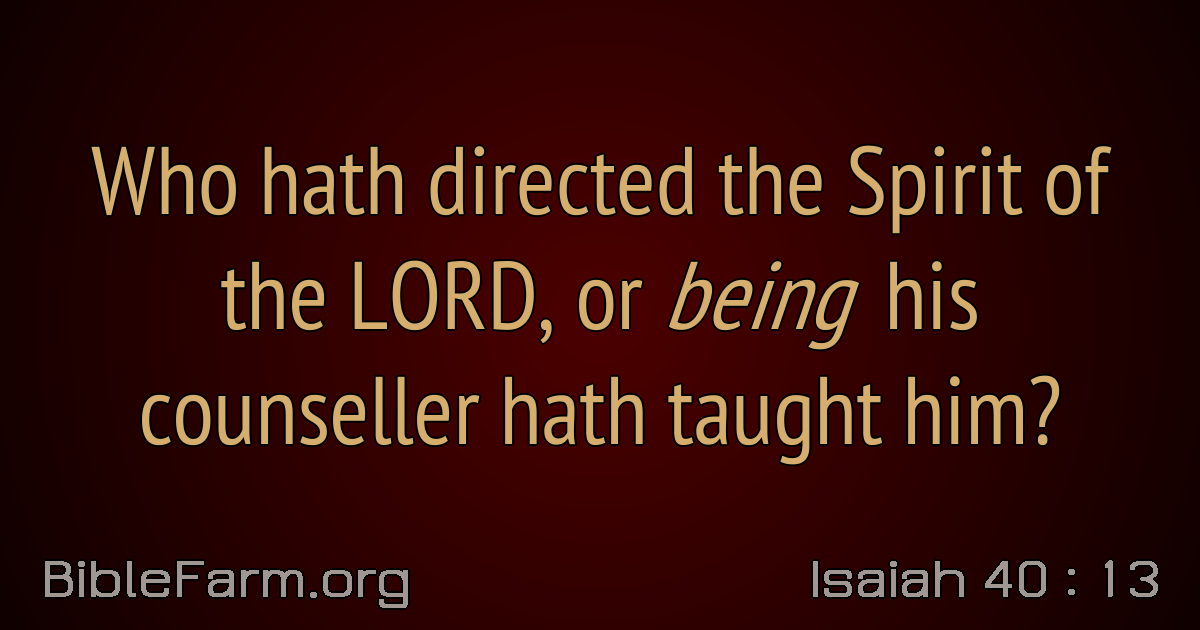 Who hath directed the Spirit of
the LORD, or being his
counseller hath taught him?
BibleFarm.org
Isaiah 40 : 13